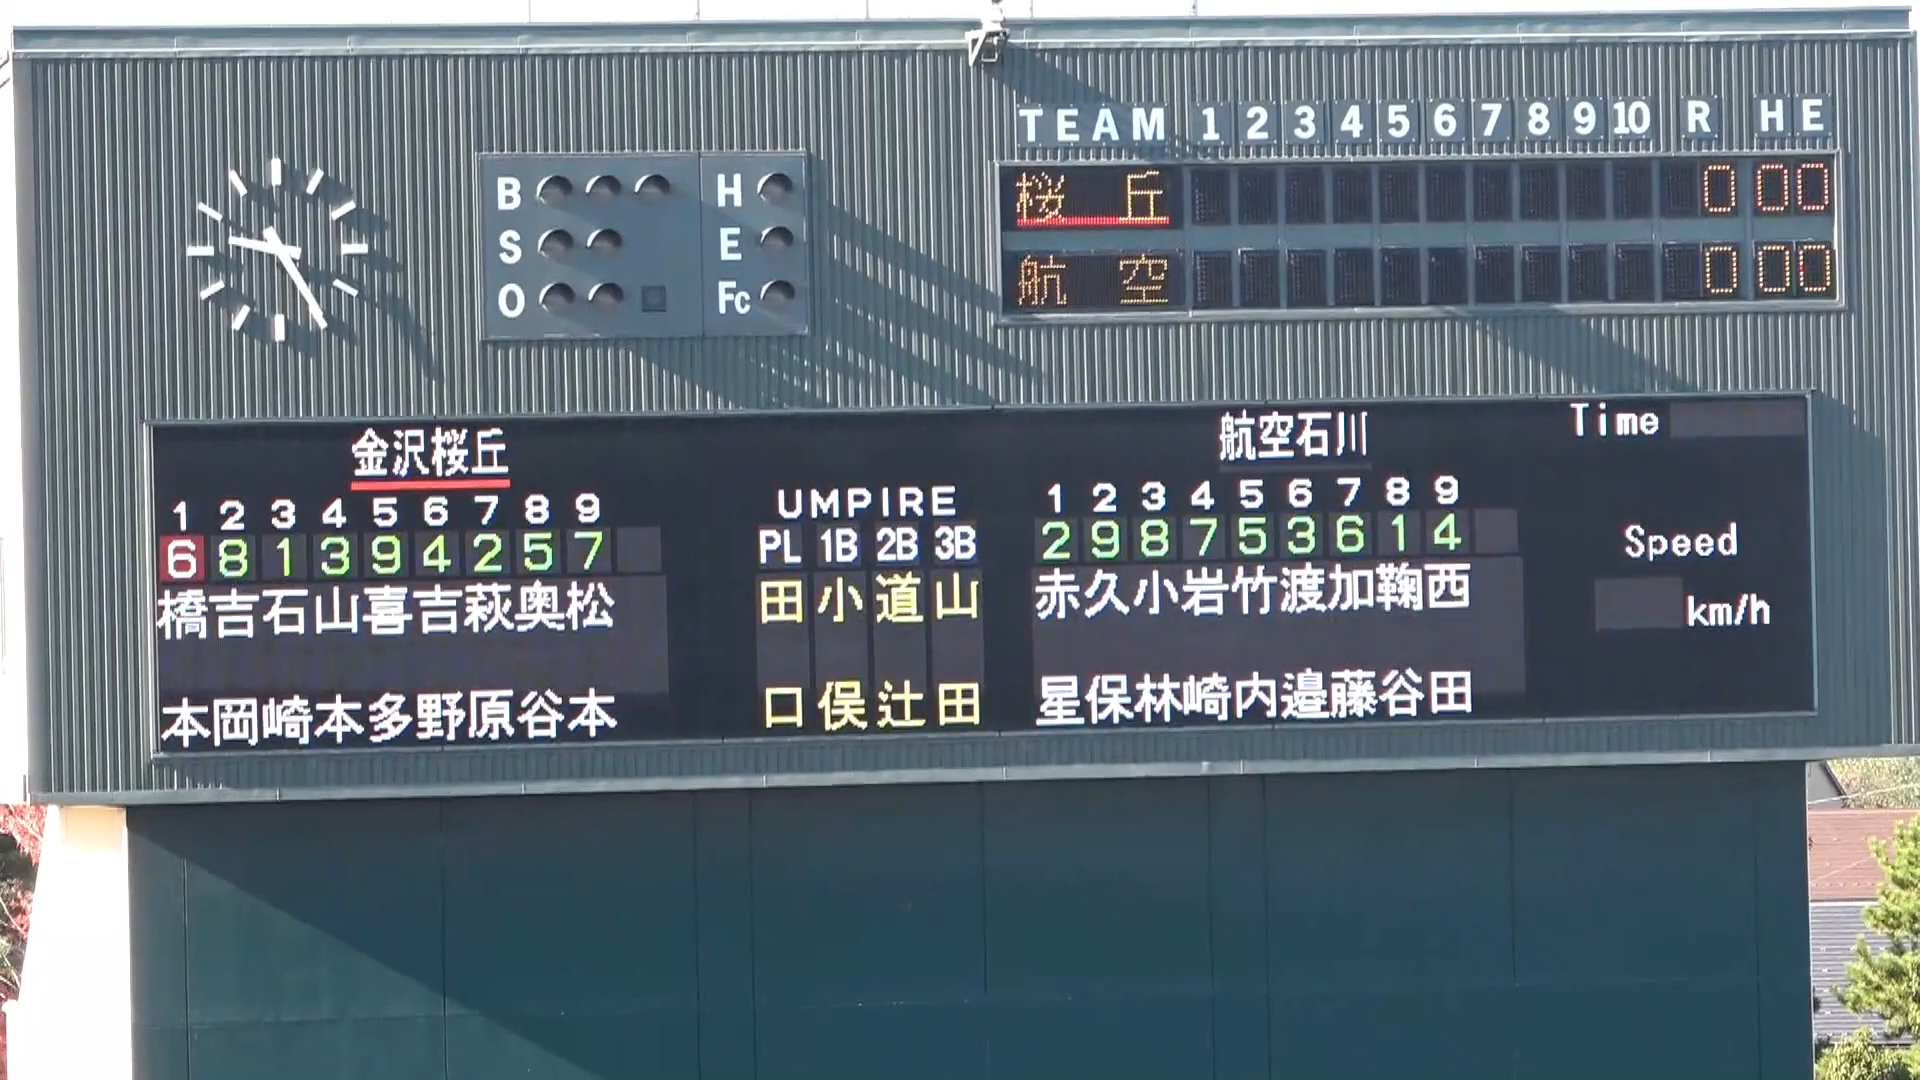 TEAM 1 2 3 4 5 6 7 8 9 10 R H E
B H
桜丘 0 0 0
S E
航空 0 0 0
O Fc
金沢桜丘
航空石川
Time
1 2 3 4 5 6 7 8 9
UMPIRE
1 2 3 4 5 6 7 8 9
6 8 1 3 9 4 2 5 7
PL 1B 2B 3B
2 9 8 7 5 3 6 1 4
Speed
橋吉石山喜吉萩奥松
田小道山
赤久小岩竹渡加鞠西
km/h
本岡崎本多野原谷本
口俣辻田
星保林崎内邉藤谷田